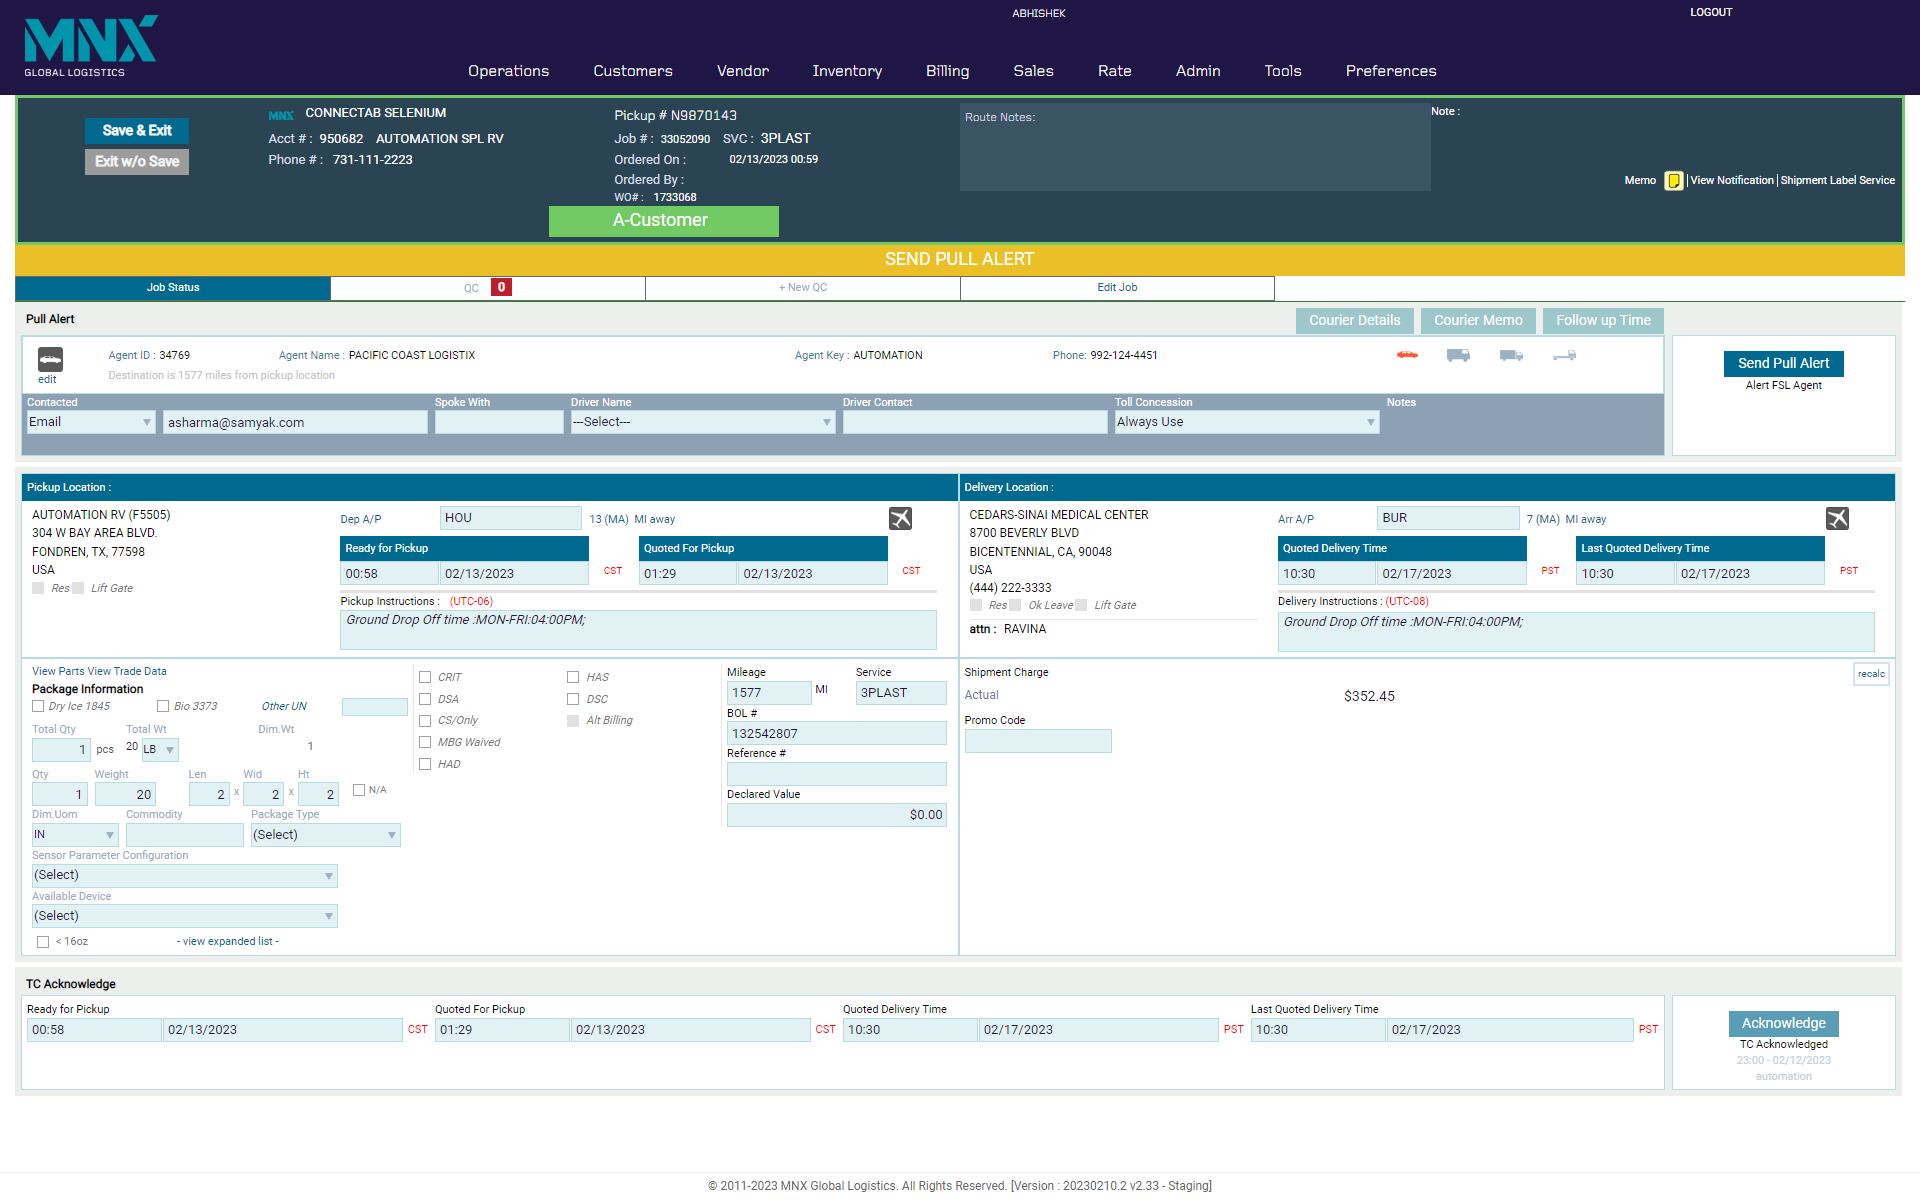 MNX
GLOBAL LOGISTICS
ABHISHEK
LOGOUT
Operations Customers Vendor Inventory Billing Sales Rate Admin Tools Preferences
Save & Exit
Exit w/o Save
MNX CONNECTAB SELENIUM
Acct # : 950682 AUTOMATION SPL RV
Phone # : 731-111-2223
Pickup # N9870143
Job # : 33052090 SVC : 3PLAST
Ordered On : 02/13/2023 00:59
Ordered By :
WO# : 1733068
A-Customer
Route Notes:
Note :
Memo | View Notification | Shipment Label Service
SEND PULL ALERT
Job Status
QC 0
+ New QC
Edit Job
Pull Alert
Courier Details Courier Memo Follow up Time
edit
Agent ID : 34769 Agent Name : PACIFIC COAST LOGISTIX Agent Key : AUTOMATION Phone: 992-124-4451
Destination is 1577 miles from pickup location
Send Pull Alert
Alert FSL Agent
Contacted Spoke With Driver Name Driver Contact Toll Concession Notes
Email asharma@samyak.com ---Select--- Always Use
Pickup Location :
AUTOMATION RV (F5505)
304 W BAY AREA BLVD.
FONDREN, TX, 77598
USA
Res Lift Gate
Dep A/P HOU 13 (MA) MI away
Ready for Pickup Quoted For Pickup
00:58 02/13/2023 CST 01:29 02/13/2023 CST
Pickup Instructions : (UTC-06)
Ground Drop Off time :MON-FRI:04:00PM;
Delivery Location :
CEDARS-SINAI MEDICAL CENTER
8700 BEVERLY BLVD
BICENTENNIAL, CA, 90048
USA
(444) 222-3333
Res Ok Leave Lift Gate
attn : RAVINA
Arr A/P BUR 7 (MA) MI away
Quoted Delivery Time Last Quoted Delivery Time
10:30 02/17/2023 PST 10:30 02/17/2023 PST
Delivery Instructions : (UTC-08)
Ground Drop Off time :MON-FRI:04:00PM;
View Parts View Trade Data
Package Information
Dry Ice 1845 Bio 3373 Other UN
Total Qty Total Wt Dim.Wt
1 pcs 20 LB 1
Qty Weight Len Wid Ht
1 20 2 x 2 x 2 N/A
Dim.Uom Commodity Package Type
IN (Select)
Sensor Parameter Configuration
(Select)
Available Device
(Select)
< 16oz - view expanded list -
CRIT HAS
DSA DSC
CS/Only Alt Billing
MBG Waived
HAD
Mileage Service
1577 MI 3PLAST
BOL #
132542807
Reference #
Declared Value
$0.00
Shipment Charge
recalc
Actual $352.45
Promo Code
TC Acknowledge
Ready for Pickup Quoted For Pickup Quoted Delivery Time Last Quoted Delivery Time
00:58 02/13/2023 CST 01:29 02/13/2023 CST 10:30 02/17/2023 PST 10:30 02/17/2023 PST
Acknowledge
TC Acknowledged
23:00 - 02/12/2023
automation
© 2011-2023 MNX Global Logistics. All Rights Reserved. [Version : 20230210.2 v2.33 - Staging]